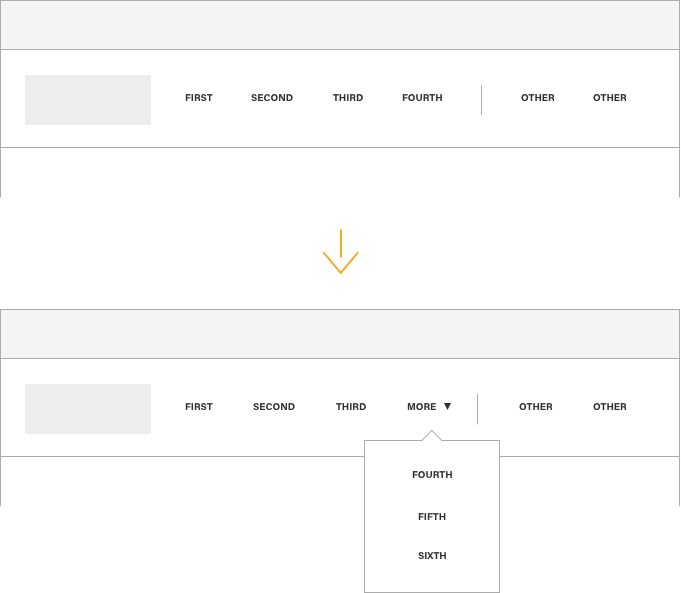 FIRST SECOND THIRD FOURTH OTHER OTHER
FIRST SECOND THIRD MORE ▼ OTHER OTHER
FOURTH
FIFTH
SIXTH